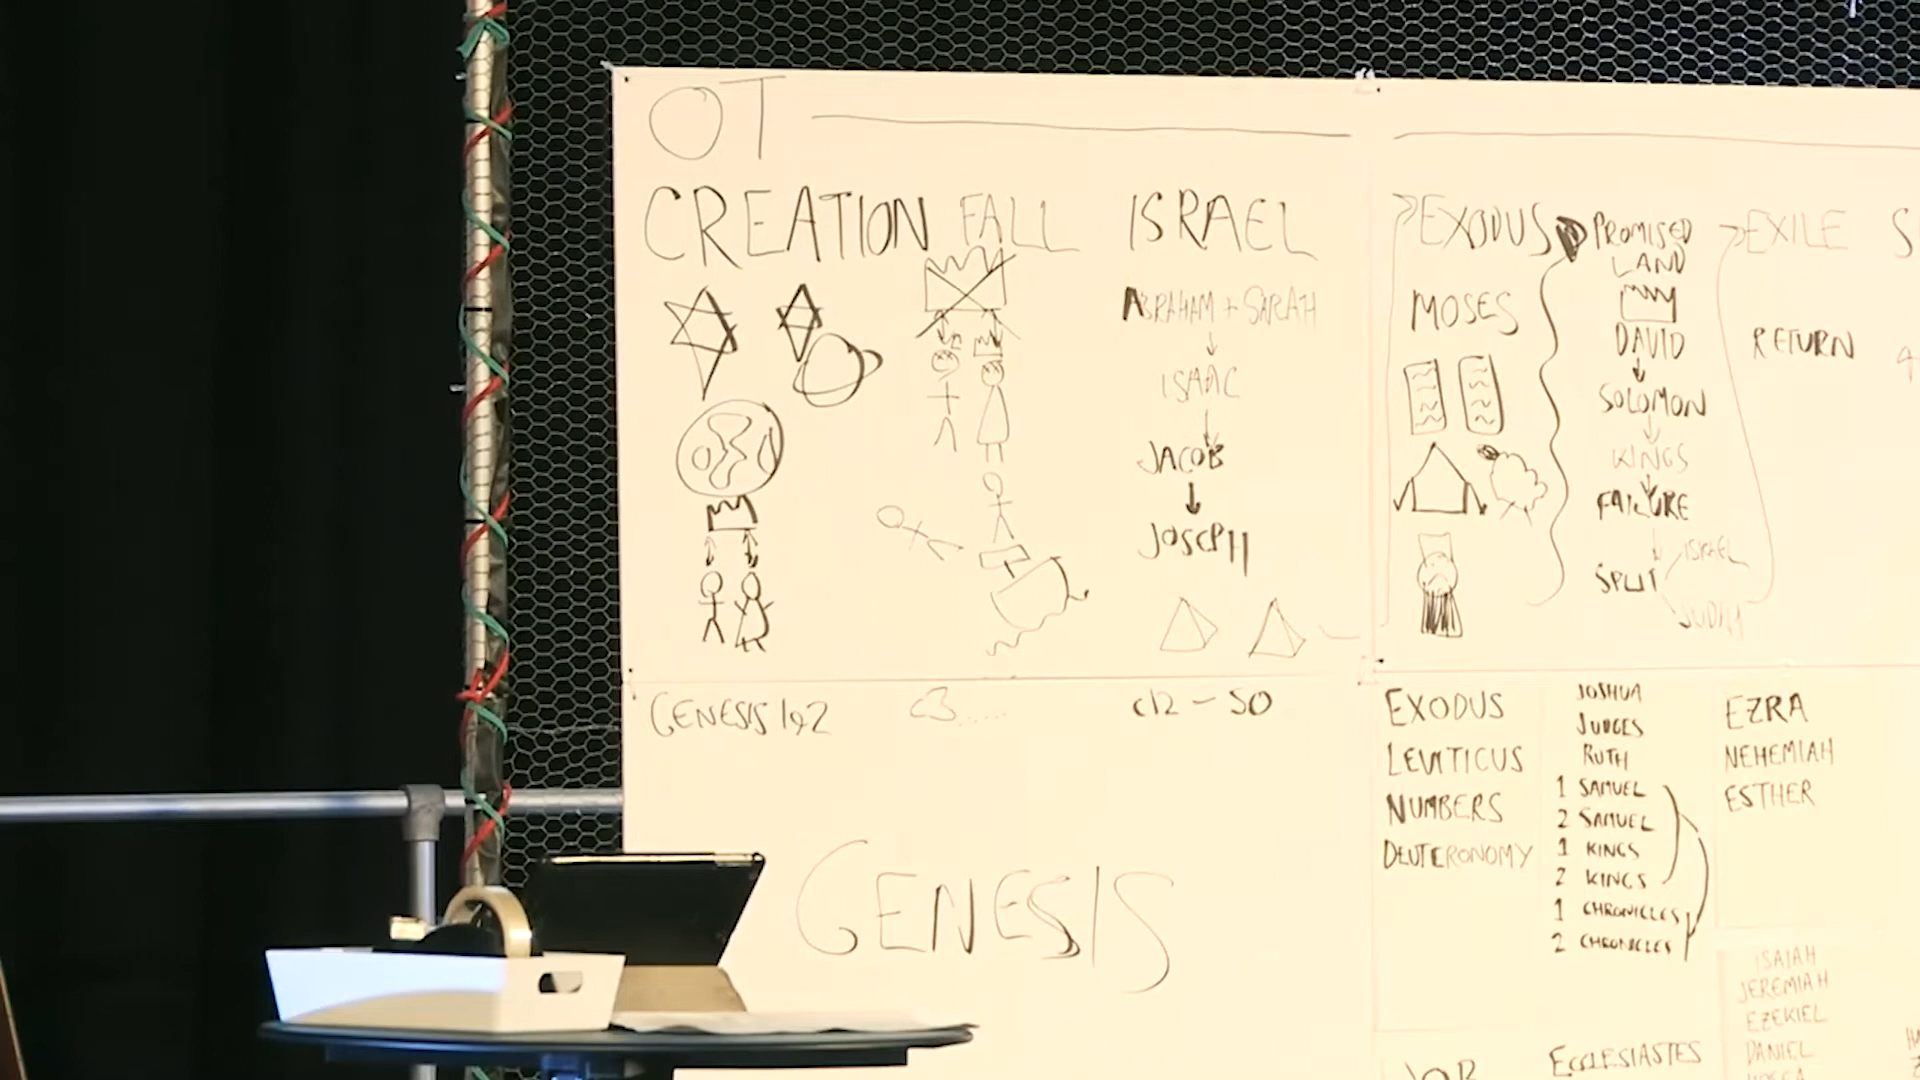 OT
CREATION FALL ISRAEL
ABRAHAM + SARAH
ISAAC
JACOB
JOSEPH
EXODUS
MOSES
PROMISED
LAND
DAVID
SOLOMON
KINGS
FAILURE
SPLIT
ISRAEL
JUDAH
EXILE
RETURN
S
GENESIS 1&2
C3......
C12 - 50
GENESIS
EXODUS
LEVITICUS
NUMBERS
DEUTERONOMY
JOSHUA
JUDGES
RUTH
1 SAMUEL
2 SAMUEL
1 KINGS
2 KINGS
1 CHRONICLES
2 CHRONICLES
EZRA
NEHEMIAH
ESTHER
JOB
ECCLESIASTES
ISAIAH
JEREMIAH
EZEKIEL
DANIEL
HOSEA